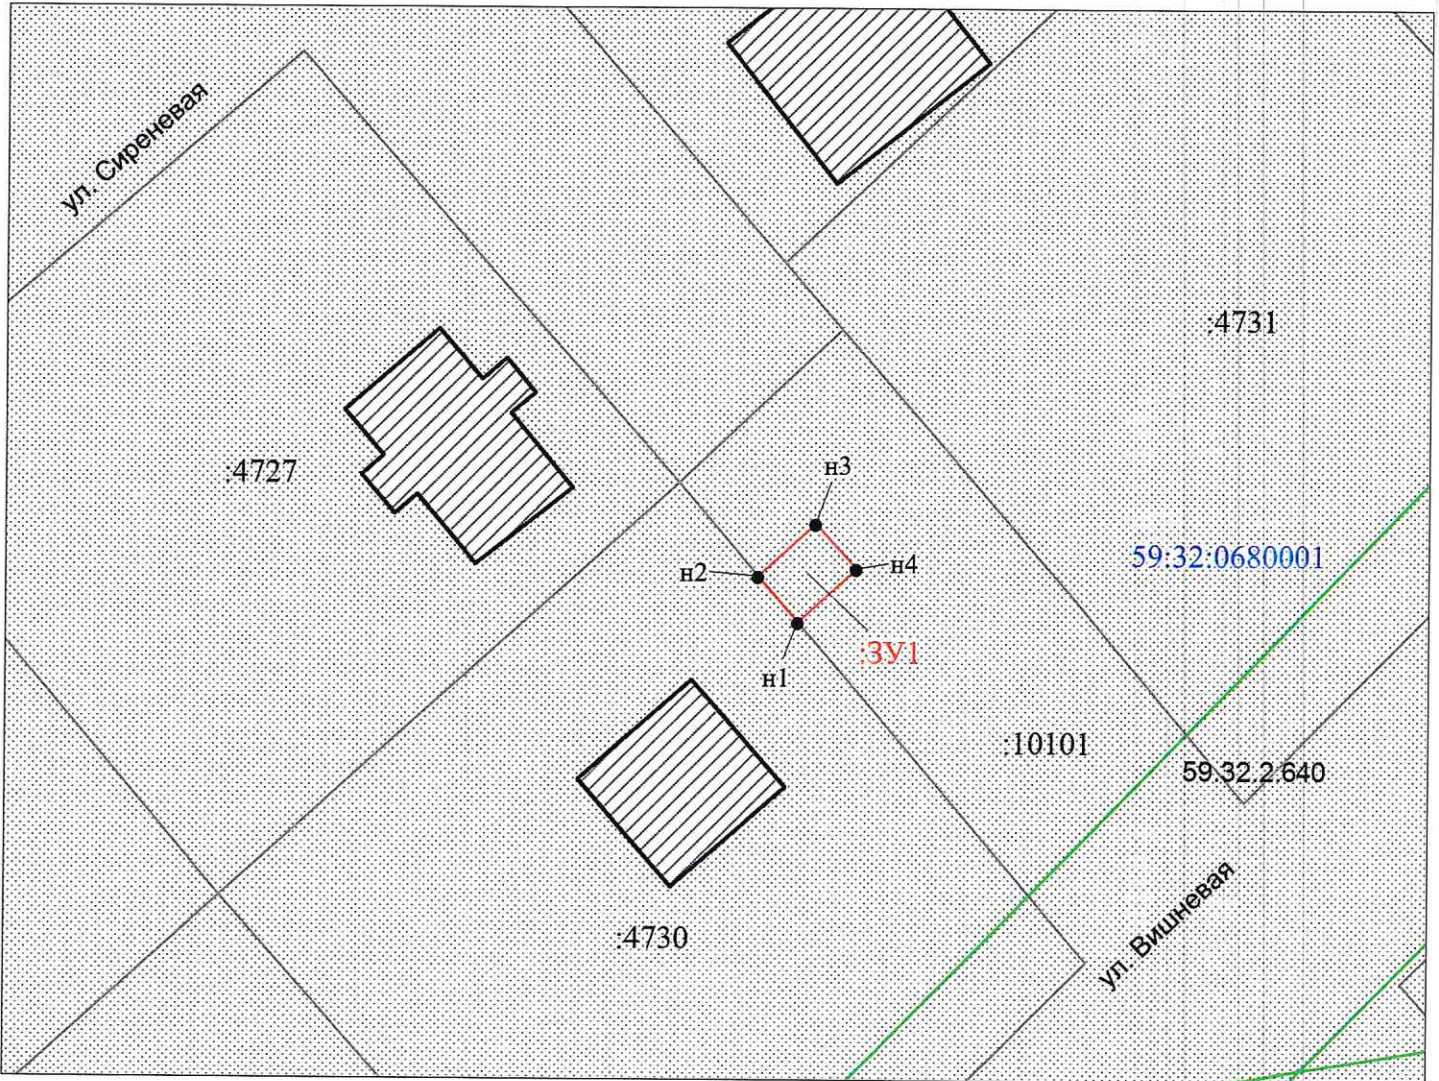 ул. Сиреневая
:4731
н3
:4727
59:32:0680001
н4
н2
:ЗУ1
н1
:10101
59.32.2.640
ул. Вишневая
:4730